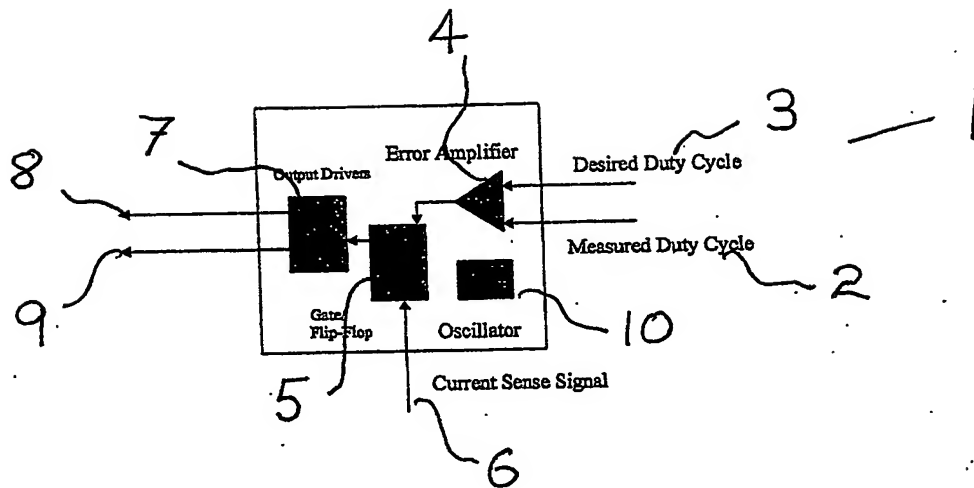 4
7
3
1
Error Amplifier
Desired Duty Cycle
8
Output Drivers
Measured Duty Cycle
2
9
Gate/
Flip-Flop
Oscillator
10
5
Current Sense Signal
6